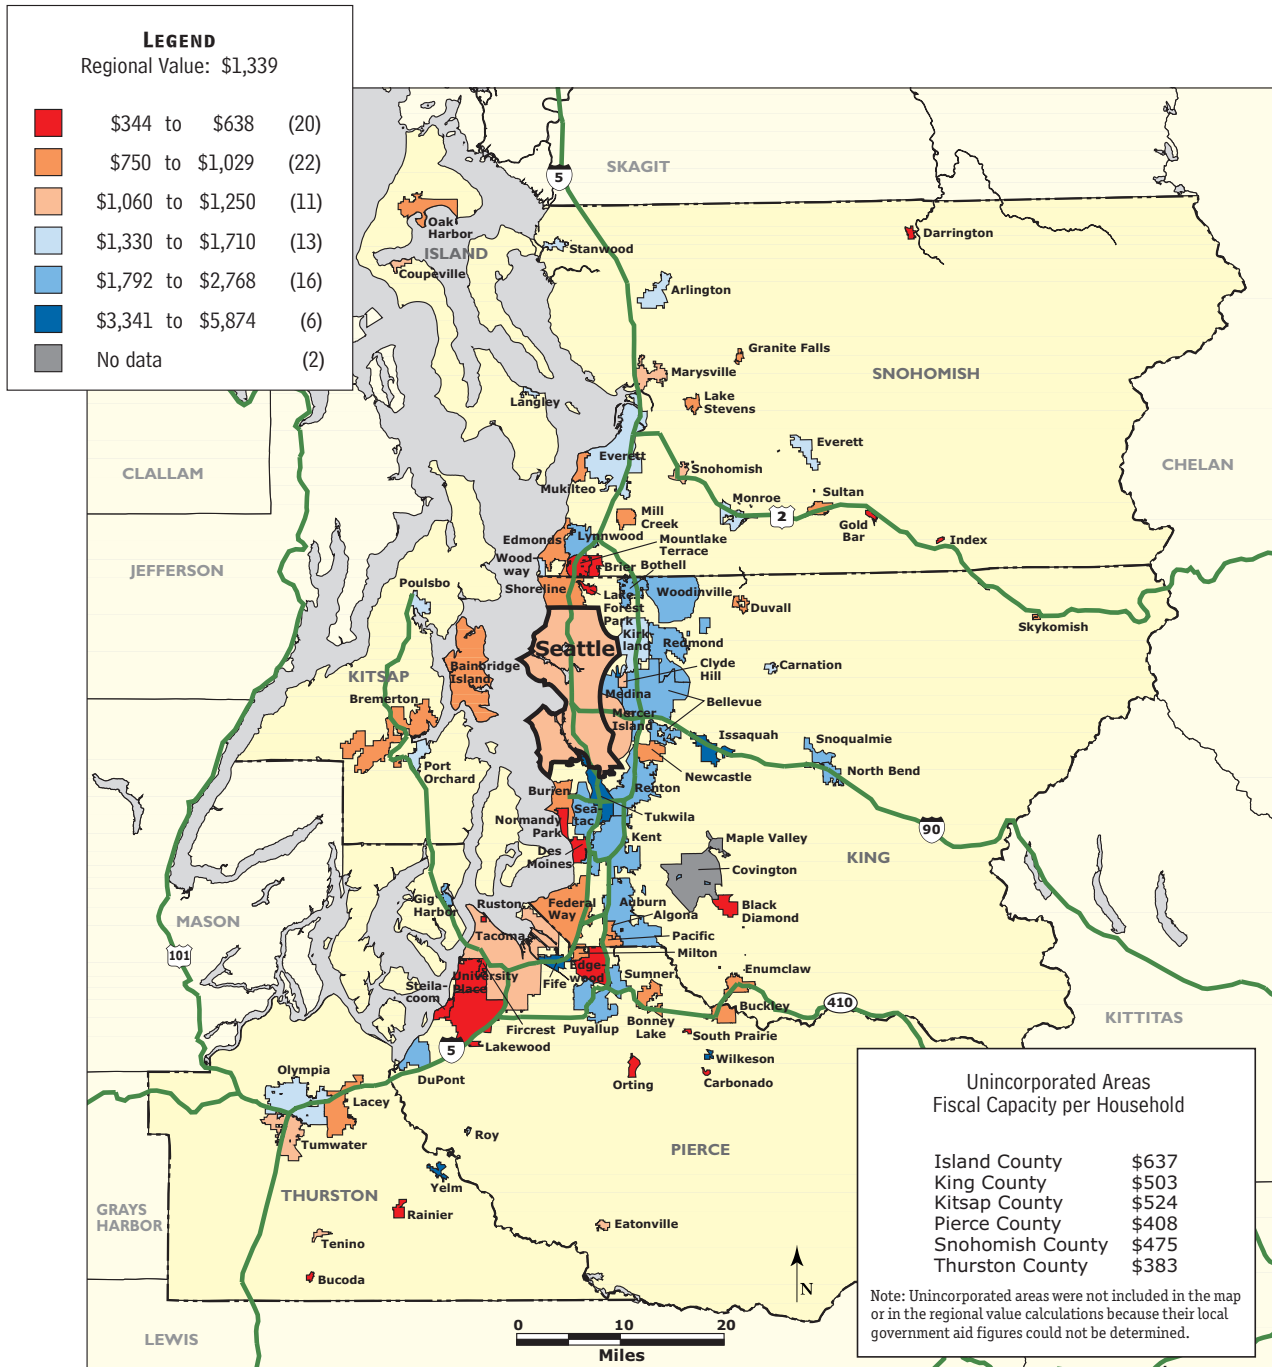 LEGEND
Regional Value: $1,339
$344 to $638 (20)
$750 to $1,029 (22)
$1,060 to $1,250 (11)
$1,330 to $1,710 (13)
$1,792 to $2,768 (16)
$3,341 to $5,874 (6)
No data (2)
SKAGIT
5
Oak
Harbor
ISLAND
Coupeville
Stanwood
Darrington
Arlington
Granite Falls
Marysville
SNOHOMISH
Langley
Lake
Stevens
Everett
CLALLAM
Everett
Snohomish
CHELAN
Mukilteo
Monroe
Sultan
2
Mill
Creek
Gold
Bar
Index
Edmonds
Lynnwood
Mountlake
Terrace
Wood
way
Brier
Bothell
JEFFERSON
Poulsbo
Shoreline
Lake
Forest
Park
Woodinville
Duvall
Skykomish
Kirk-
land
Redmond
Seattle
Clyde
Hill
Carnation
KITSAP
Bainbridge
Island
Bremerton
Medina
Bellevue
Mercer
Island
Issaquah
Snoqualmie
North Bend
Port
Orchard
Newcastle
Renton
Burien
Sea-
tac
Tukwila
Normandy
Park
Kent
90
Des
Moines
Maple Valley
KING
Covington
Gig
Harbor
Ruston
Federal
Way
Auburn
Algona
Black
Diamond
MASON
Tacoma
Pacific
Milton
101
University
Place
Edge-
wood
Fife
Sumner
Enumclaw
Steila-
coom
Buckley
410
Fircrest
Puyallup
Bonney
Lake
South Prairie
KITTITAS
5
Lakewood
Wilkeson
Carbonado
Orting
DuPont
Olympia
Lacey
Tumwater
Roy
PIERCE
Yelm
THURSTON
GRAYS
HARBOR
Rainier
Eatonville
Tenino
Bucoda
LEWIS
N
0 10 20
Miles
Unincorporated Areas
Fiscal Capacity per Household
Island County $637
King County $503
Kitsap County $524
Pierce County $408
Snohomish County $475
Thurston County $383
Note: Unincorporated areas were not included in the map
or in the regional value calculations because their local
government aid figures could not be determined.